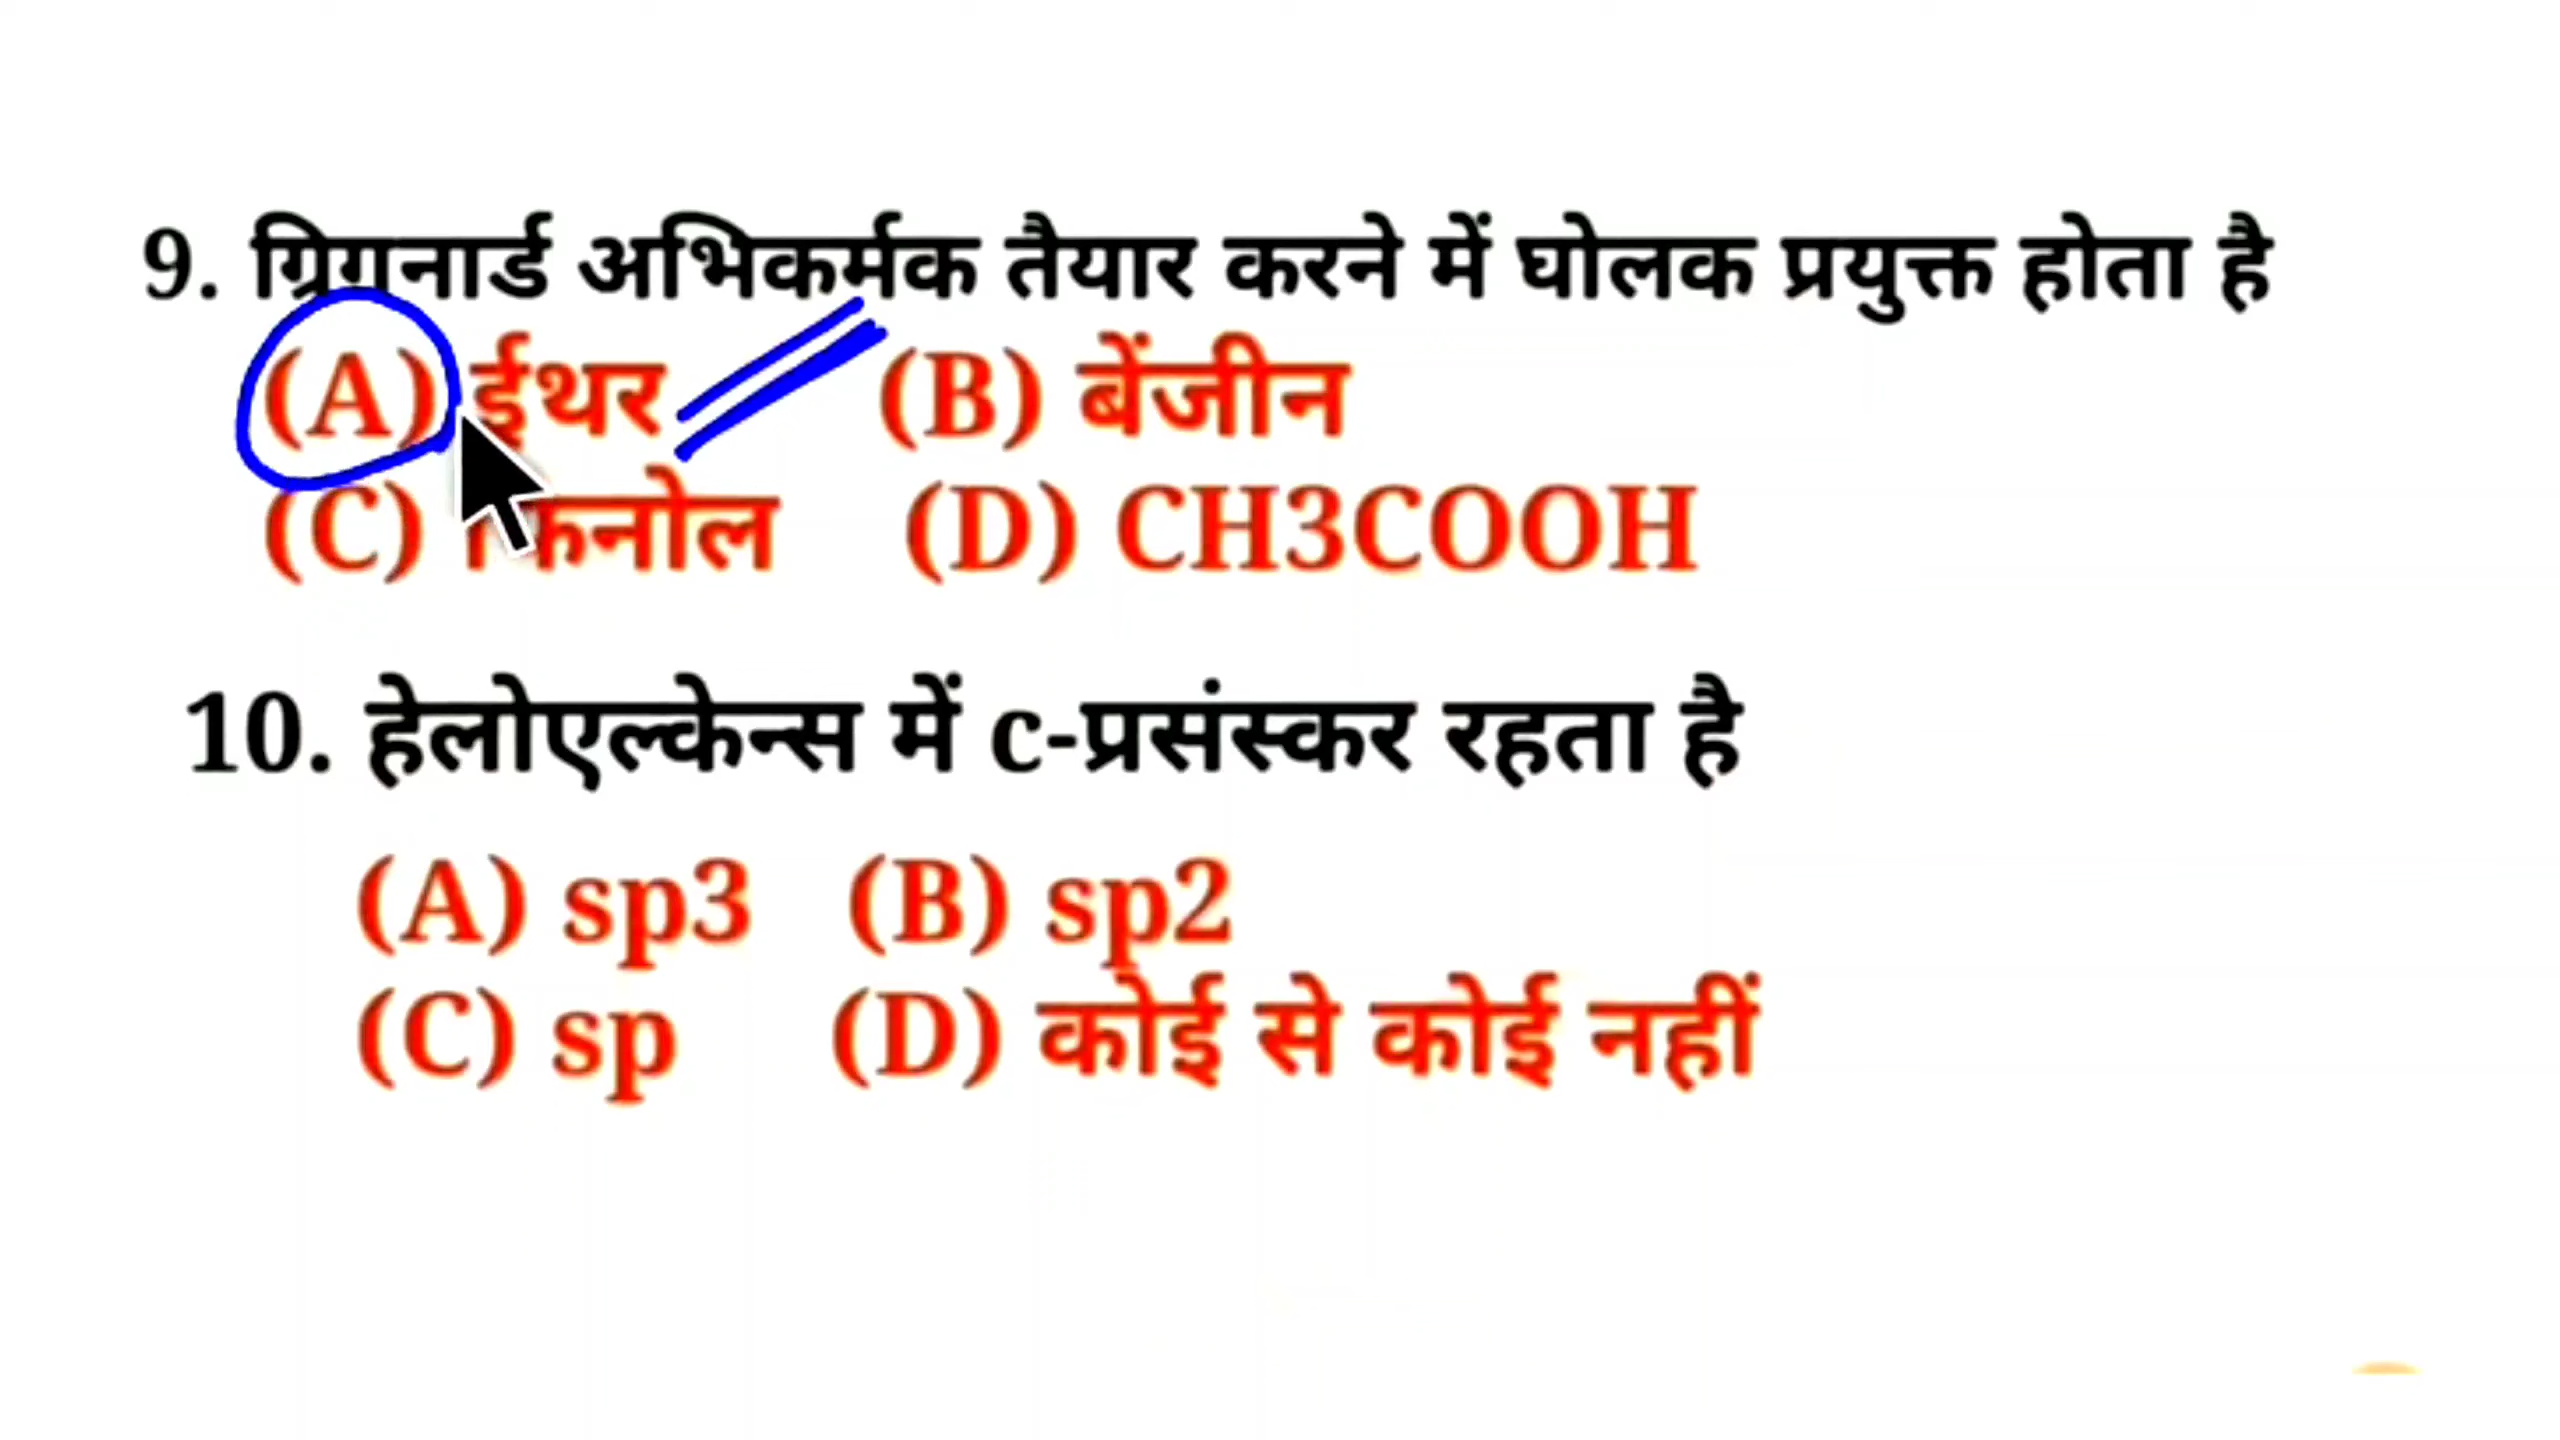 9. ग्रिगनार्ड अभिकर्मक तैयार करने में घोलक प्रयुक्त होता है
(A) ईथर (B) बेंजीन
(C) फिनोल (D) CH3COOH
10. हेलोएल्केन्स में c-प्रसंस्कर रहता है
(A) sp3 (B) sp2
(C) sp (D) कोई से कोई नहीं